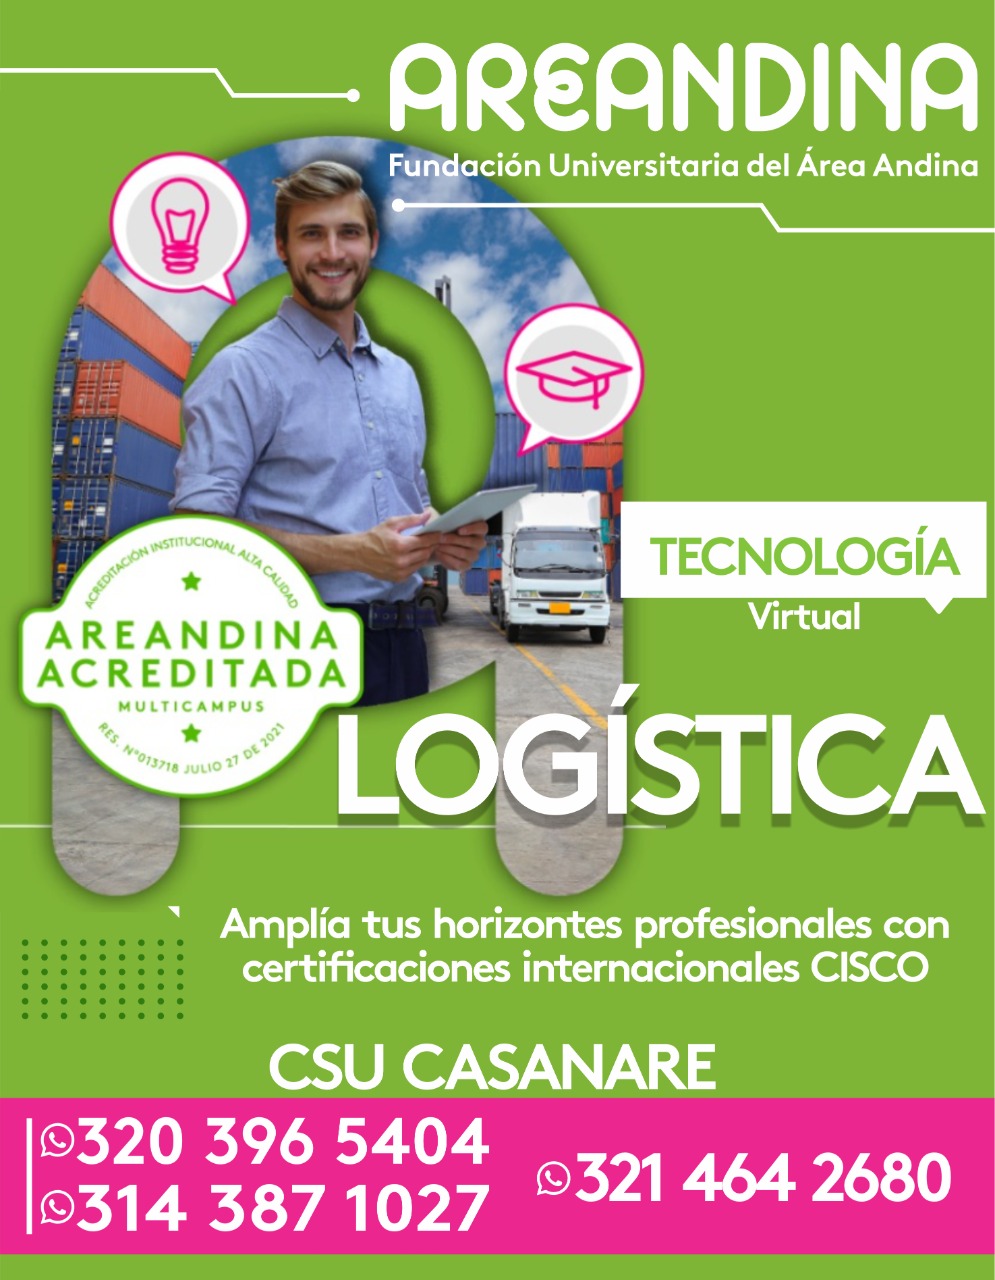 AREANDINA
Fundación Universitaria del Área Andina
ACREDITACIÓN INSTITUCIONAL ALTA CALIDAD
AREANDINA
ACREDITADA
MULTICAMPUS
RES. N°013718 JULIO 27 DE 2021
TECNOLOGÍA
Virtual
LOGÍSTICA
Amplía tus horizontes profesionales con
certificaciones internacionales CISCO
CSU CASANARE
320 396 5404
314 387 1027
321 464 2680